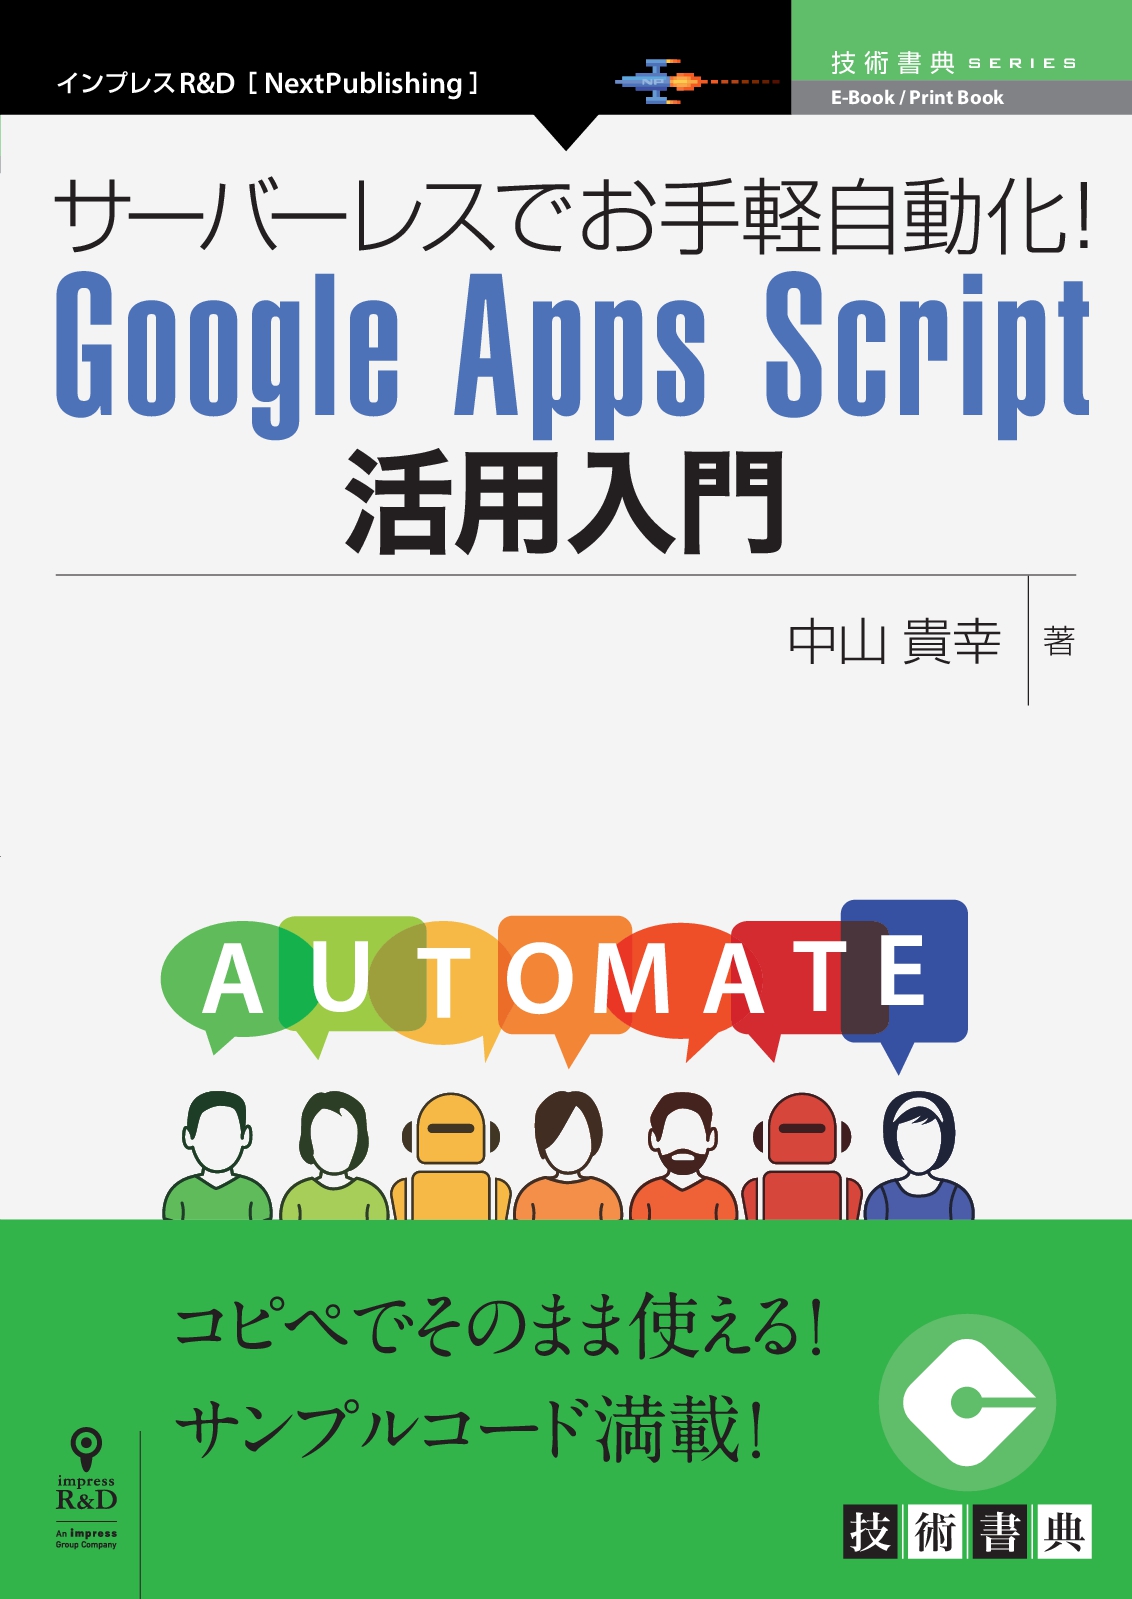 インプレスR&D [ NextPublishing ]
NP
技術書典 SERIES
E-Book / Print Book
サーバーレスでお手軽自動化!
Google Apps Script
活用入門
中山 貴幸 著
AUTOMATE
コピペでそのまま使える!
サンプルコード満載!
impress
R&D
An Impress
Group Company
技術書典